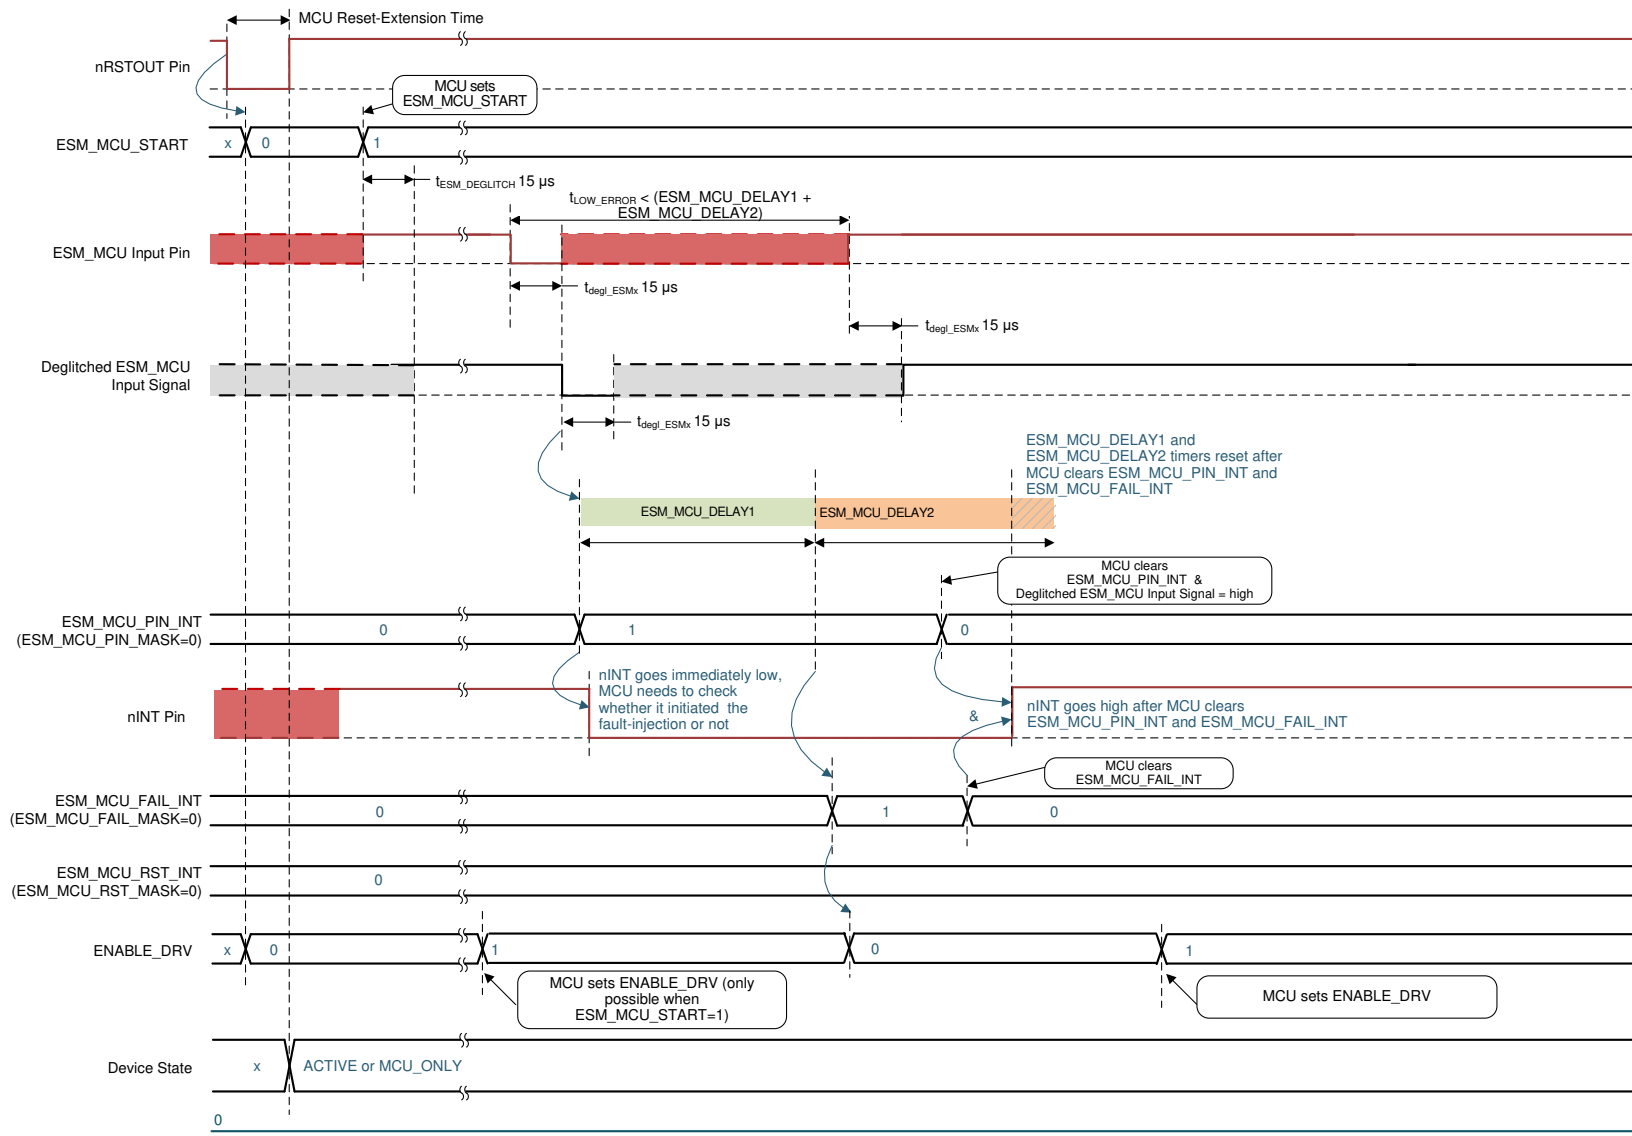 MCU Reset-Extension Time
nRSTOUT Pin
MCU sets
ESM_MCU_START
ESM_MCU_START
x
0
1
tESM_DEGLITCH 15 µs
tLOW_ERROR < (ESM_MCU_DELAY1 +
ESM_MCU_DELAY2)
ESM_MCU Input Pin
tdegl_ESMx 15 µs
tdegl_ESMx 15 µs
Deglitched ESM_MCU
Input Signal
tdegl_ESMx 15 µs
ESM_MCU_DELAY1 and
ESM_MCU_DELAY2 timers reset after
MCU clears ESM_MCU_PIN_INT and
ESM_MCU_FAIL_INT
ESM_MCU_DELAY1
ESM_MCU_DELAY2
MCU clears
ESM_MCU_PIN_INT &
Deglitched ESM_MCU Input Signal = high
ESM_MCU_PIN_INT
(ESM_MCU_PIN_MASK=0)
0
1
0
nINT goes immediately low,
MCU needs to check
whether it initiated the
fault-injection or not
nINT Pin
&
nINT goes high after MCU clears
ESM_MCU_PIN_INT and ESM_MCU_FAIL_INT
MCU clears
ESM_MCU_FAIL_INT
ESM_MCU_FAIL_INT
(ESM_MCU_FAIL_MASK=0)
0
1
0
ESM_MCU_RST_INT
(ESM_MCU_RST_MASK=0)
0
ENABLE_DRV
x
0
1
0
1
MCU sets ENABLE_DRV (only
possible when
ESM_MCU_START=1)
MCU sets ENABLE_DRV
Device State
x
ACTIVE or MCU_ONLY
0